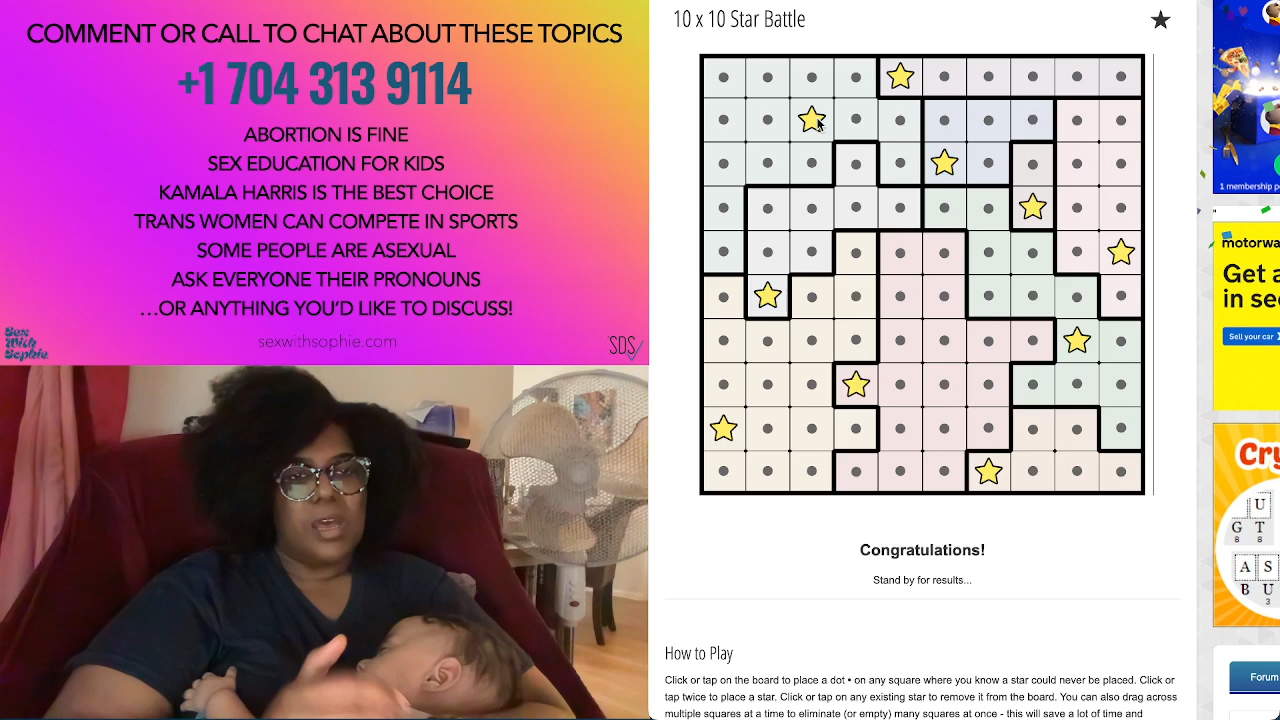 COMMENT OR CALL TO CHAT ABOUT THESE TOPICS
+1 704 313 9114
ABORTION IS FINE
SEX EDUCATION FOR KIDS
KAMALA HARRIS IS THE BEST CHOICE
TRANS WOMEN CAN COMPETE IN SPORTS
SOME PEOPLE ARE ASEXUAL
ASK EVERYONE THEIR PRONOUNS
…OR ANYTHING YOU'D LIKE TO DISCUSS!
sexwithsophie.com
Sex
With
Sophie
SDS
10 x 10 Star Battle
Congratulations!
Stand by for results...
How to Play
Click or tap on the board to place a dot • on any square where you know a star could never be placed. Click or
tap twice to place a star. Click or tap on any existing star to remove it from the board. You can also drag across
multiple squares at a time to eliminate (or empty) many squares at once - this will save a lot of time and
1 membership p
"
motorwa
Get a
in se
Sell your car
Cry
U
G T
8 8
A S
B U
3
Forum